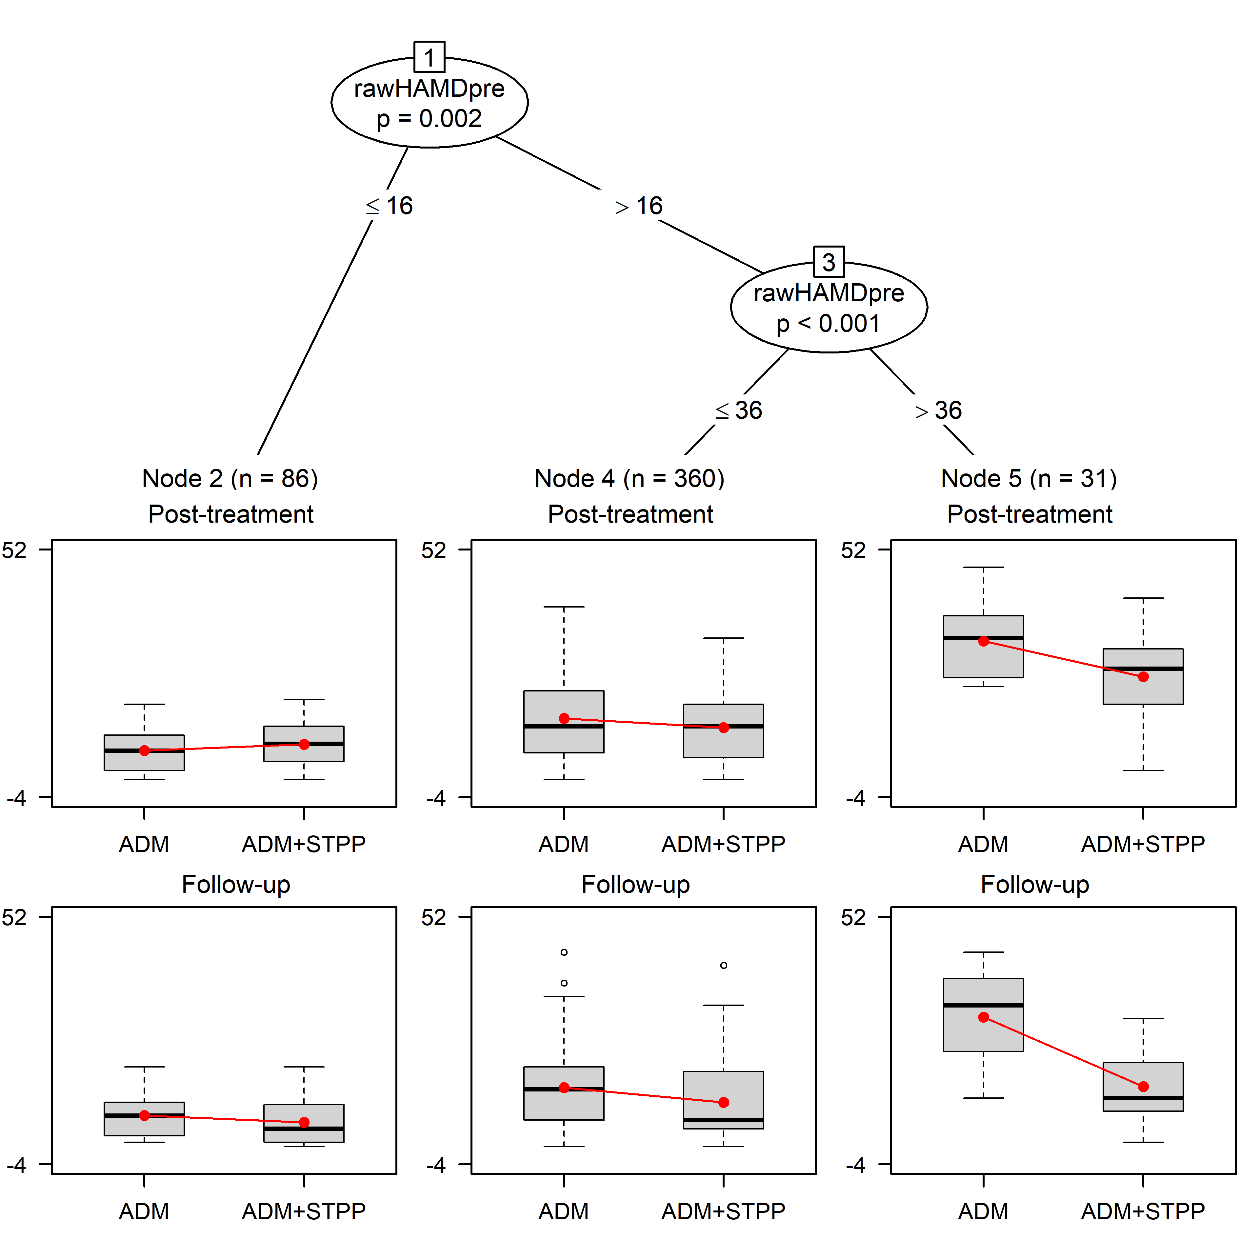 1
rawHAMDpre
p = 0.002
≤ 16
> 16
3
rawHAMDpre
p < 0.001
≤ 36
> 36
Node 2 (n = 86)
Node 4 (n = 360)
Node 5 (n = 31)
Post-treatment
Post-treatment
Post-treatment
52
-4
ADM
ADM+STPP
52
-4
ADM
ADM+STPP
52
-4
ADM
ADM+STPP
Follow-up
Follow-up
Follow-up
52
-4
ADM
ADM+STPP
52
-4
ADM
ADM+STPP
52
-4
ADM
ADM+STPP